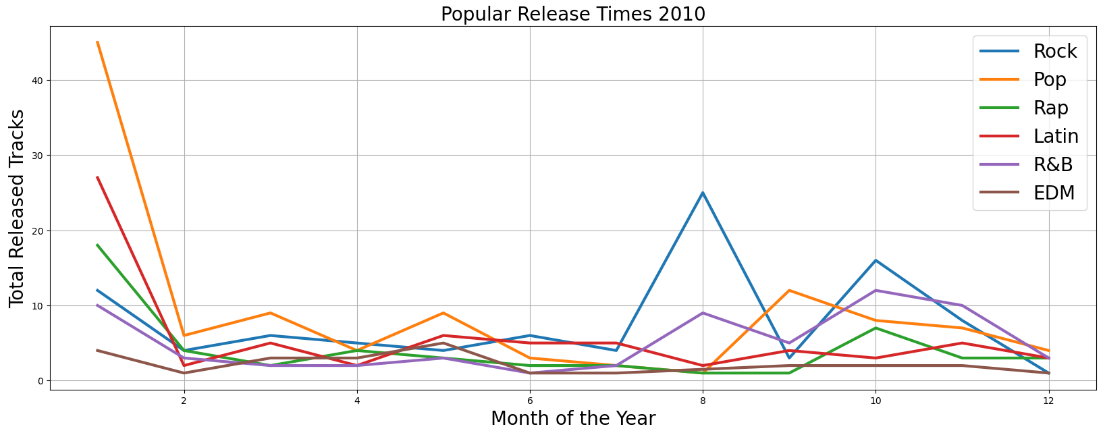 Popular Release Times 2010
Total Released Tracks
40
30
20
10
0
2
4
6
8
10
12
Month of the Year
Rock
Pop
Rap
Latin
R&B
EDM